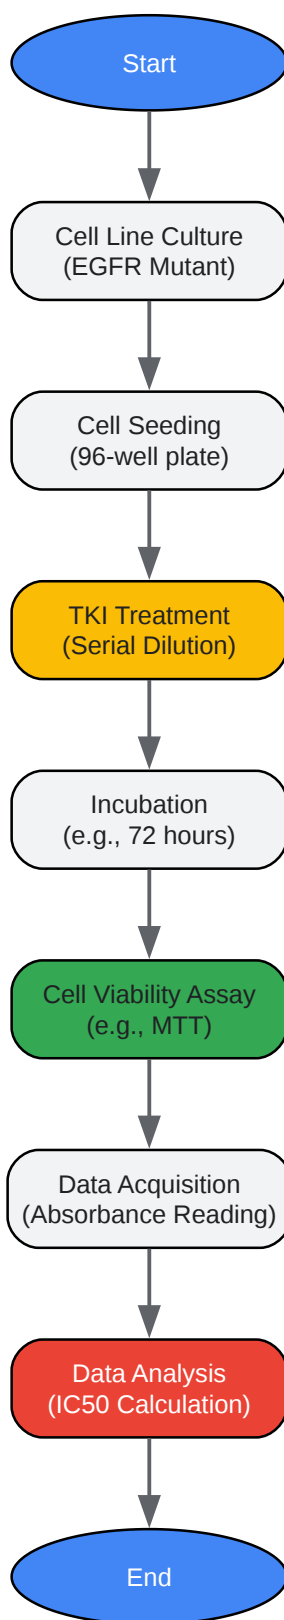 Start
Cell Line Culture
(EGFR Mutant)
Cell Seeding
(96-well plate)
TKI Treatment
(Serial Dilution)
Incubation
(e.g., 72 hours)
Cell Viability Assay
(e.g., MTT)
Data Acquisition
(Absorbance Reading)
Data Analysis
(IC50 Calculation)
End